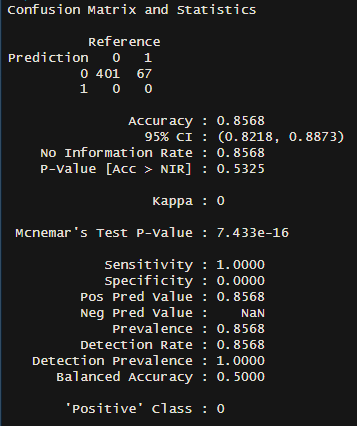 Confusion Matrix and Statistics
Reference
Prediction 0 1
0 401 67
1 0 0
Accuracy : 0.8568
95% CI : (0.8218, 0.8873)
No Information Rate : 0.8568
P-Value [Acc > NIR] : 0.5325
Kappa : 0
Mcnemar's Test P-Value : 7.433e-16
Sensitivity : 1.0000
Specificity : 0.0000
Pos Pred Value : 0.8568
Neg Pred Value : NaN
Prevalence : 0.8568
Detection Rate : 0.8568
Detection Prevalence : 1.0000
Balanced Accuracy : 0.5000
'Positive' Class : 0